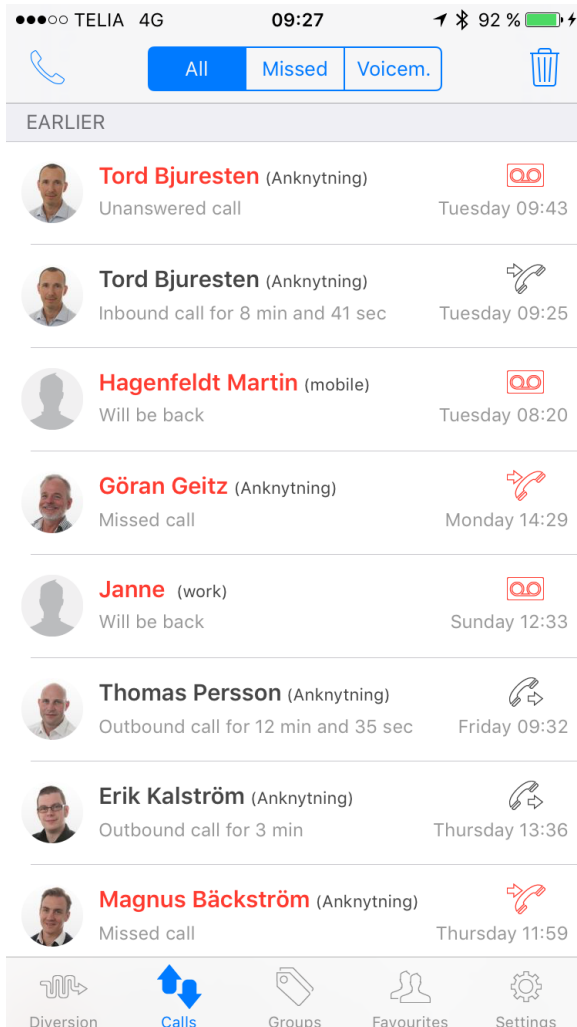 TELIA 4G 09:27 92 %
All Missed Voicem.
EARLIER
Tord Bjuresten (Anknytning)
Unanswered call Tuesday 09:43
Tord Bjuresten (Anknytning)
Inbound call for 8 min and 41 sec Tuesday 09:25
Hagenfeldt Martin (mobile)
Will be back Tuesday 08:20
Göran Geitz (Anknytning)
Missed call Monday 14:29
Janne (work)
Will be back Sunday 12:33
Thomas Persson (Anknytning)
Outbound call for 12 min and 35 sec Friday 09:32
Erik Kalström (Anknytning)
Outbound call for 3 min Thursday 13:36
Magnus Bäckström (Anknytning)
Missed call Thursday 11:59
Diversion Calls Groups Favourites Settings